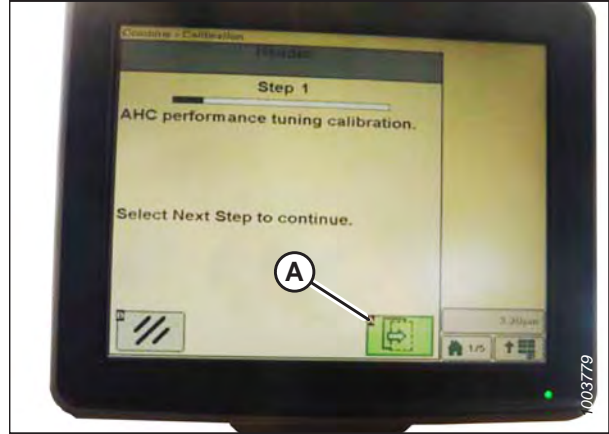 Combine > Calibration
Header
Step 1
AHC performance tuning calibration.
Select Next Step to continue.
A
1/5
1003779